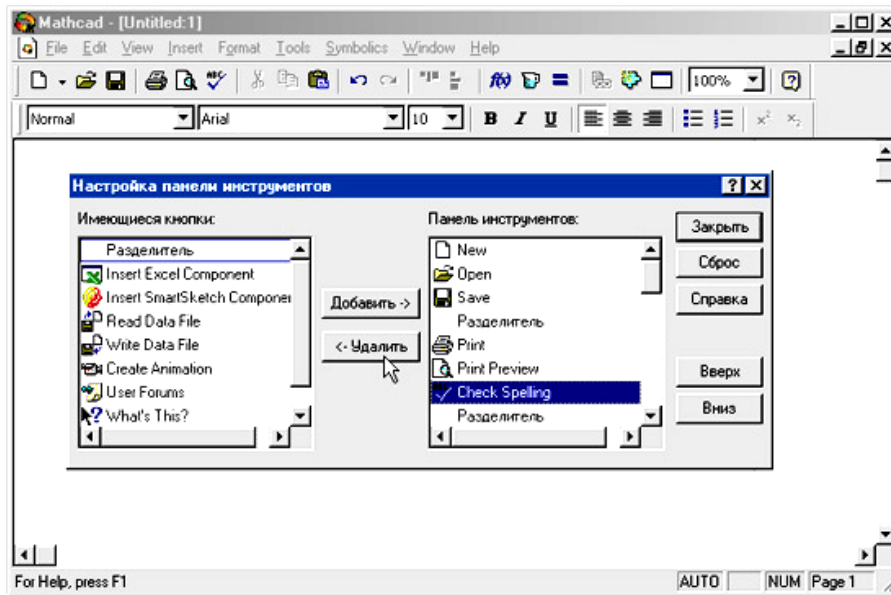 Mathcad - [Untitled:1]
File Edit View Insert Format Tools Symbolics Window Help
100%
Normal Arial 10 B I U
Настройка панели инструментов
Имеющиеся кнопки:
Разделитель
Insert Excel Component
Insert SmartSketch Compone
Read Data File
Write Data File
Create Animation
User Forums
What's This?
Добавить ->
<- Удалить
Панель инструментов:
New
Open
Save
Разделитель
Print
Print Preview
Check Spelling
Разделитель
Закрыть
Сброс
Справка
Вверх
Вниз
For Help, press F1 AUTO NUM Page 1